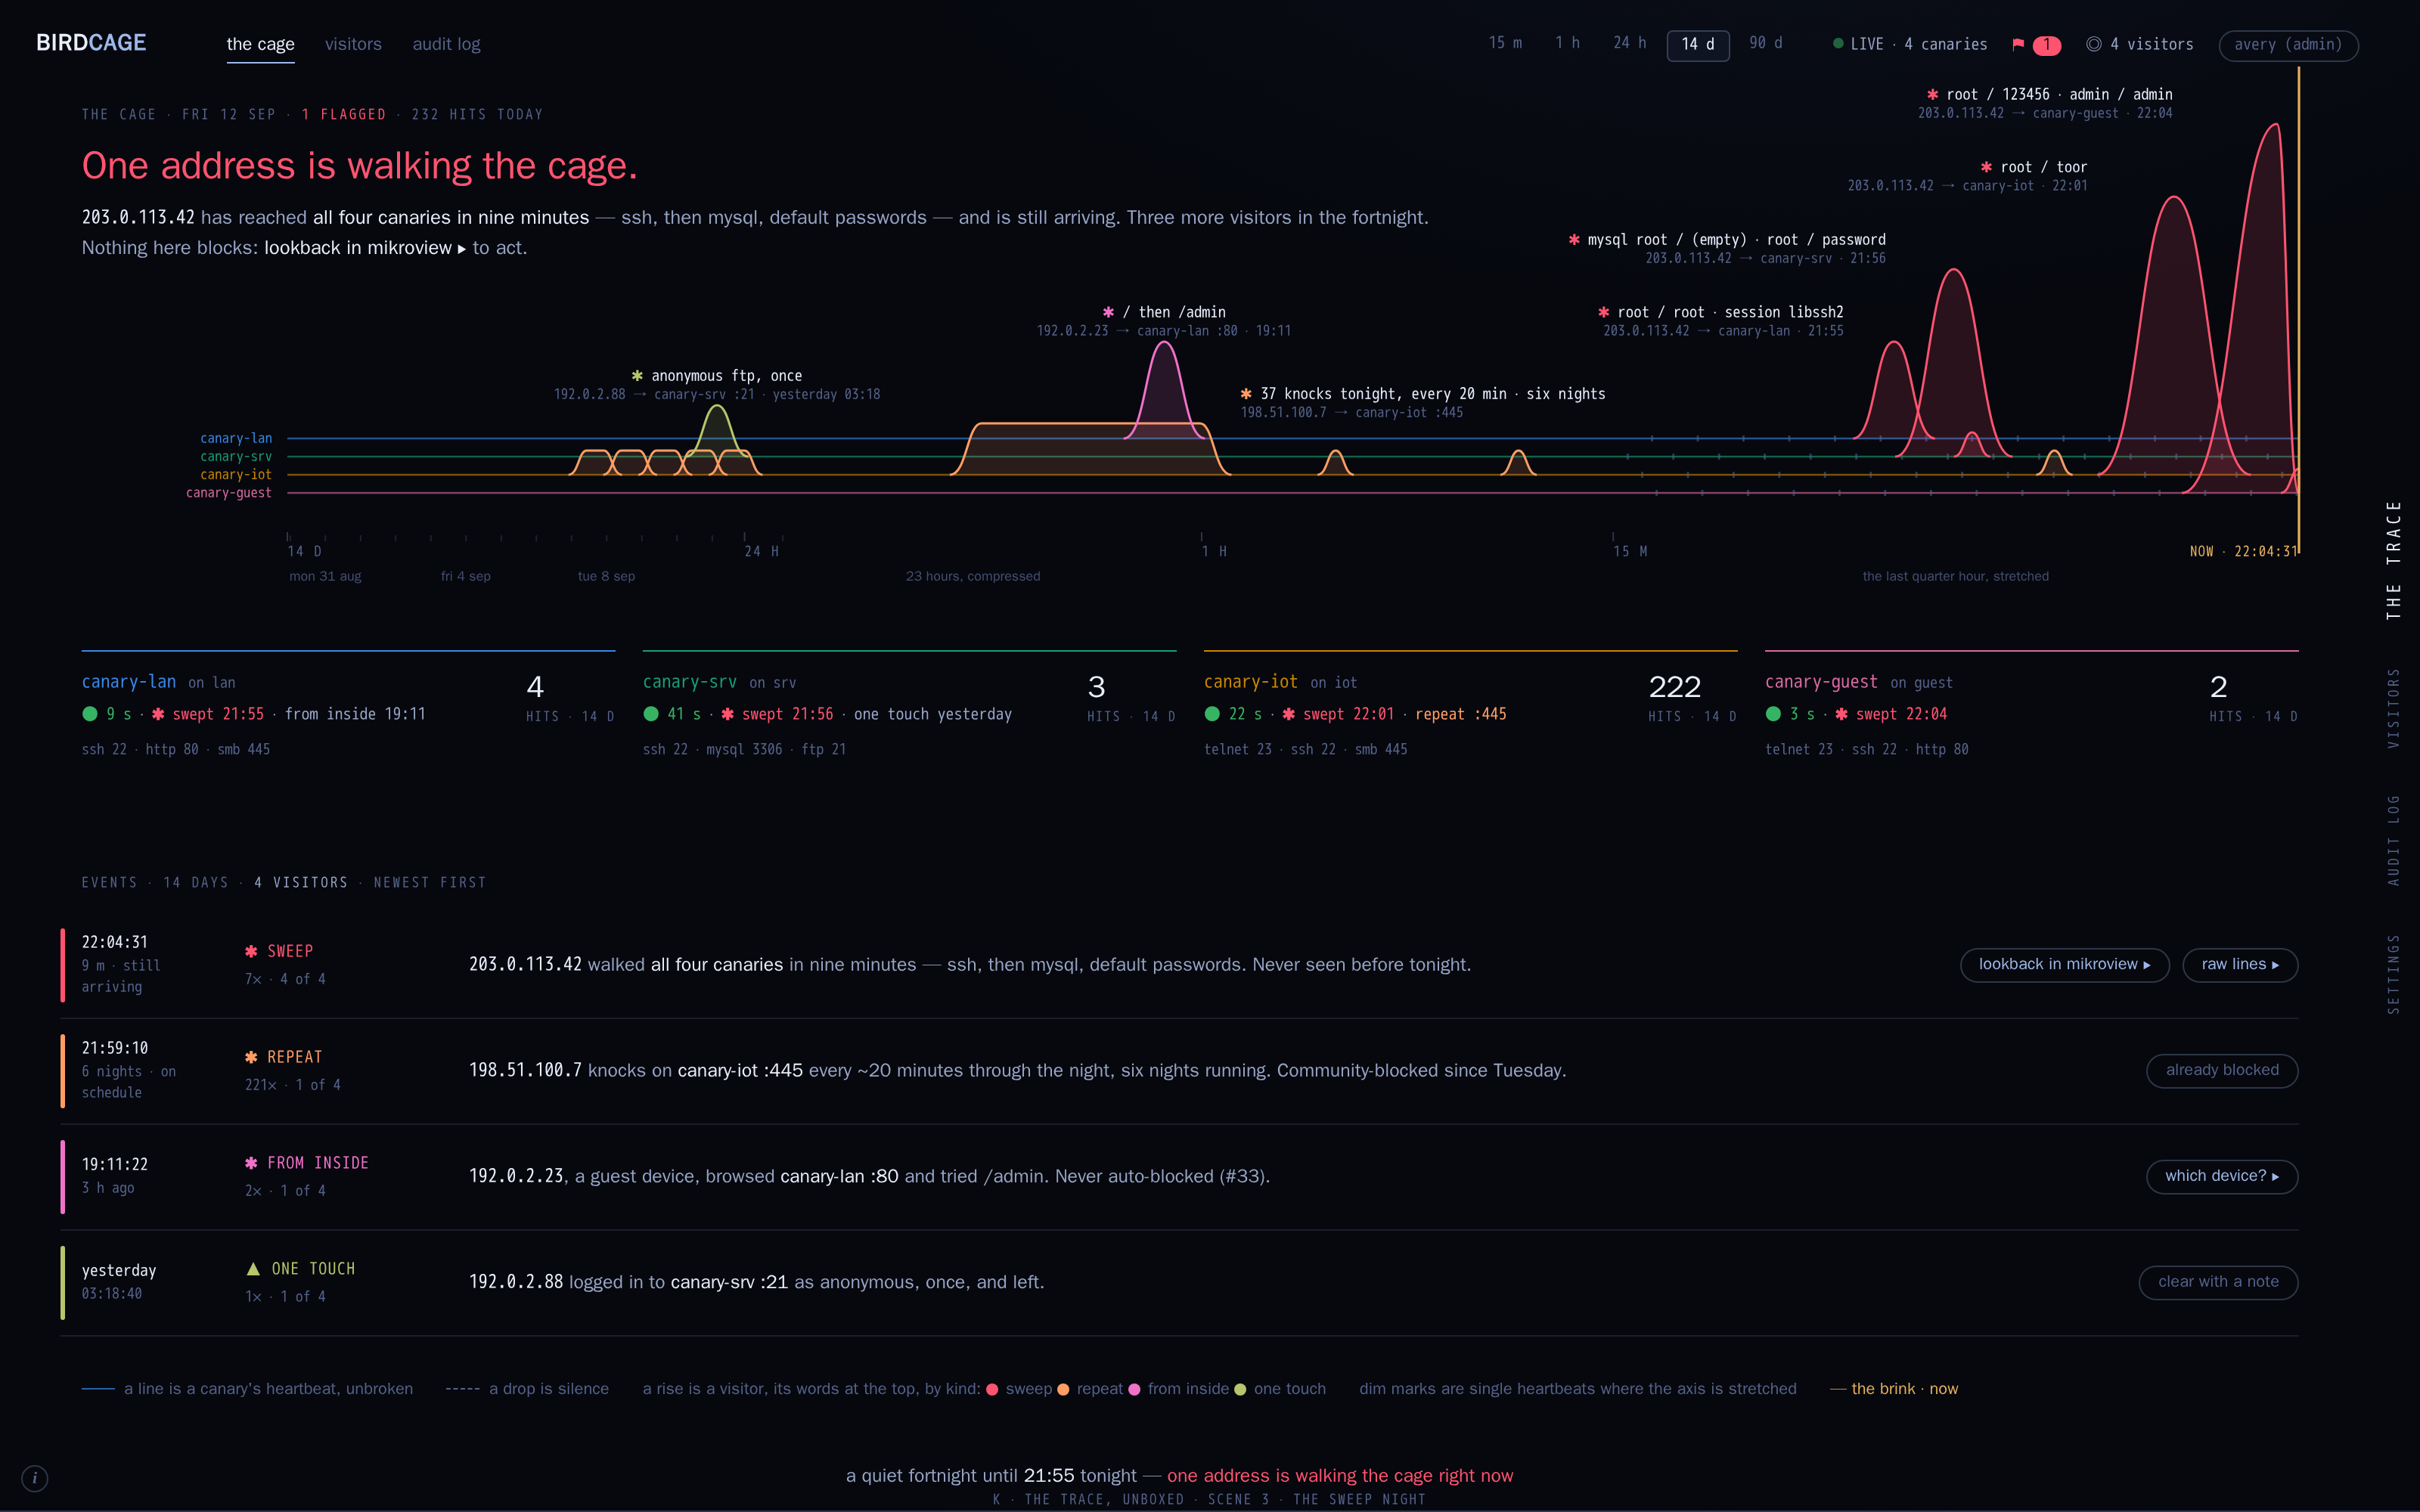 BIRDCAGE
the cage
visitors
audit log
15 m
1 h
24 h
14 d
90 d
LIVE · 4 canaries
1
◎ 4 visitors
avery (admin)
THE CAGE · FRI 12 SEP · 1 FLAGGED · 232 HITS TODAY
One address is walking the cage.
203.0.113.42 has reached all four canaries in nine minutes — ssh, then mysql, default passwords — and is still arriving. Three more visitors in the fortnight.
Nothing here blocks: lookback in mikroview ▸ to act.
✱ root / 123456 · admin / admin
203.0.113.42 → canary-guest · 22:04
✱ root / toor
203.0.113.42 → canary-iot · 22:01
✱ mysql root / (empty) · root / password
203.0.113.42 → canary-srv · 21:56
✱ / then /admin
192.0.2.23 → canary-lan :80 · 19:11
✱ root / root · session libssh2
203.0.113.42 → canary-lan · 21:55
✱ anonymous ftp, once
192.0.2.88 → canary-srv :21 · yesterday 03:18
✱ 37 knocks tonight, every 20 min · six nights
198.51.100.7 → canary-iot :445
canary-lan
canary-srv
canary-iot
canary-guest
14 D
24 H
1 H
15 M
NOW · 22:04:31
mon 31 aug
fri 4 sep
tue 8 sep
23 hours, compressed
the last quarter hour, stretched
THE TRACE
VISITORS
AUDIT LOG
SETTINGS
canary-lan on lan
4
9 s · ✱ swept 21:55 · from inside 19:11
HITS · 14 D
ssh 22 · http 80 · smb 445
canary-srv on srv
3
41 s · ✱ swept 21:56 · one touch yesterday
HITS · 14 D
ssh 22 · mysql 3306 · ftp 21
canary-iot on iot
222
22 s · ✱ swept 22:01 · repeat :445
HITS · 14 D
telnet 23 · ssh 22 · smb 445
canary-guest on guest
2
3 s · ✱ swept 22:04
HITS · 14 D
telnet 23 · ssh 22 · http 80
EVENTS · 14 DAYS · 4 VISITORS · NEWEST FIRST
22:04:31
9 m · still
arriving
✱ SWEEP
7× · 4 of 4
203.0.113.42 walked all four canaries in nine minutes — ssh, then mysql, default passwords. Never seen before tonight.
lookback in mikroview ▸
raw lines ▸
21:59:10
6 nights · on
schedule
✱ REPEAT
221× · 1 of 4
198.51.100.7 knocks on canary-iot :445 every ~20 minutes through the night, six nights running. Community-blocked since Tuesday.
already blocked
19:11:22
3 h ago
✱ FROM INSIDE
2× · 1 of 4
192.0.2.23, a guest device, browsed canary-lan :80 and tried /admin. Never auto-blocked (#33).
which device? ▸
yesterday
03:18:40
▲ ONE TOUCH
1× · 1 of 4
192.0.2.88 logged in to canary-srv :21 as anonymous, once, and left.
clear with a note
a line is a canary's heartbeat, unbroken
a drop is silence
a rise is a visitor, its words at the top, by kind: sweep repeat from inside one touch
dim marks are single heartbeats where the axis is stretched
— the brink · now
i
a quiet fortnight until 21:55 tonight — one address is walking the cage right now
K · THE TRACE, UNBOXED · SCENE 3 · THE SWEEP NIGHT